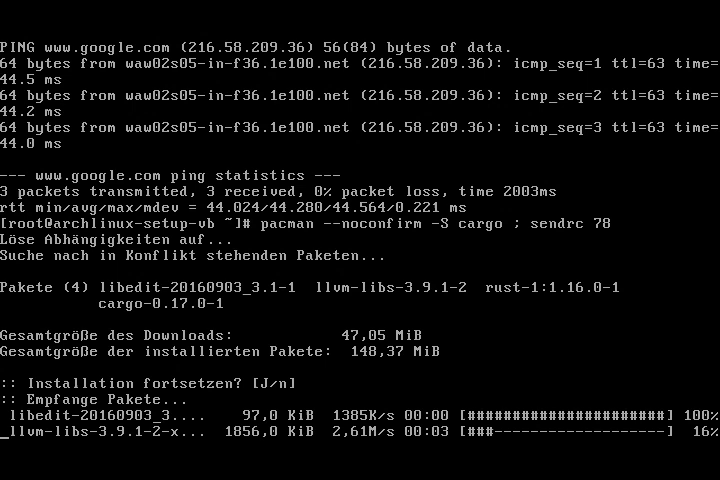 PING www.google.com (216.58.209.36) 56(84) bytes of data.
64 bytes from waw02s05-in-f36.1e100.net (216.58.209.36): icmp_seq=1 ttl=63 time=
44.5 ms
64 bytes from waw02s05-in-f36.1e100.net (216.58.209.36): icmp_seq=2 ttl=63 time=
44.2 ms
64 bytes from waw02s05-in-f36.1e100.net (216.58.209.36): icmp_seq=3 ttl=63 time=
44.0 ms
--- www.google.com ping statistics ---
3 packets transmitted, 3 received, 0% packet loss, time 2003ms
rtt min/avg/max/mdev = 44.024/44.280/44.564/0.221 ms
[root@archlinux-setup-vb ~]# pacman --noconfirm -S cargo ; sendrc 78
Löse Abhängigkeiten auf...
Suche nach in Konflikt stehenden Paketen...
Pakete (4) libedit-20160903_3.1-1  llvm-libs-3.9.1-2  rust-1:1.16.0-1
           cargo-0.17.0-1
Gesamtgröße des Downloads:            47,05 MiB
Gesamtgröße der installierten Pakete:  148,37 MiB
:: Installation fortsetzen? [J/n]
:: Empfange Pakete...
 libedit-20160903_3....    97,0 KiB  1385K/s 00:00 [######################] 100%
_llvm-libs-3.9.1-2-x...  1856,0 KiB  2,61M/s 00:03 [###-------------------]  16%